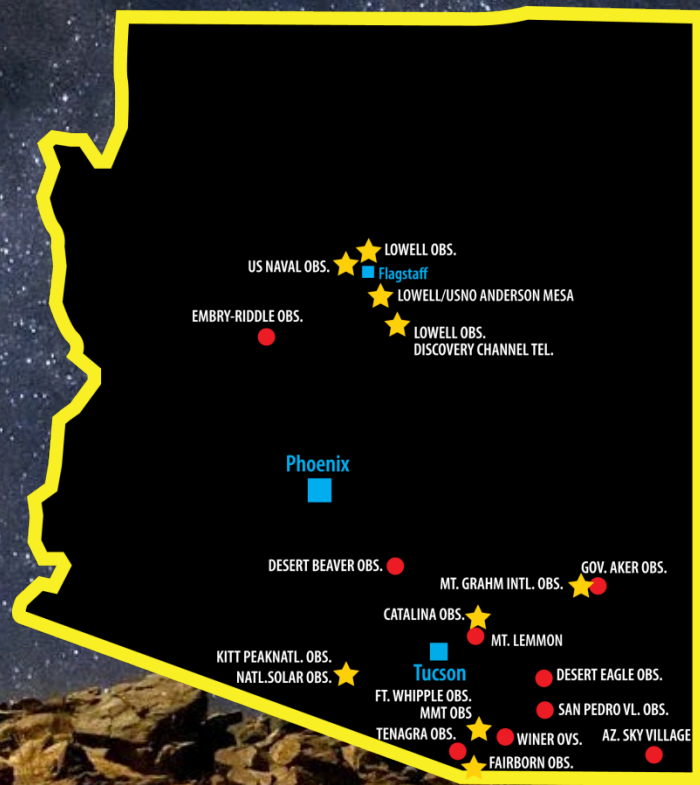 LOWELL OBS.
US NAVAL OBS.
Flagstaff
LOWELL/USNO ANDERSON MESA
EMBRY-RIDDLE OBS.
LOWELL OBS.
DISCOVERY CHANNEL TEL.
Phoenix
DESERT BEAVER OBS.
GOV. AKER OBS.
MT. GRAHM INTL. OBS.
CATALINA OBS.
MT. LEMMON
KITT PEAKNATL. OBS.
NATL.SOLAR OBS.
Tucson
DESERT EAGLE OBS.
FT. WHIPPLE OBS.
MMT OBS
SAN PEDRO VL. OBS.
TENAGRA OBS.
WINER OVS.
AZ. SKY VILLAGE
FAIRBORN OBS.